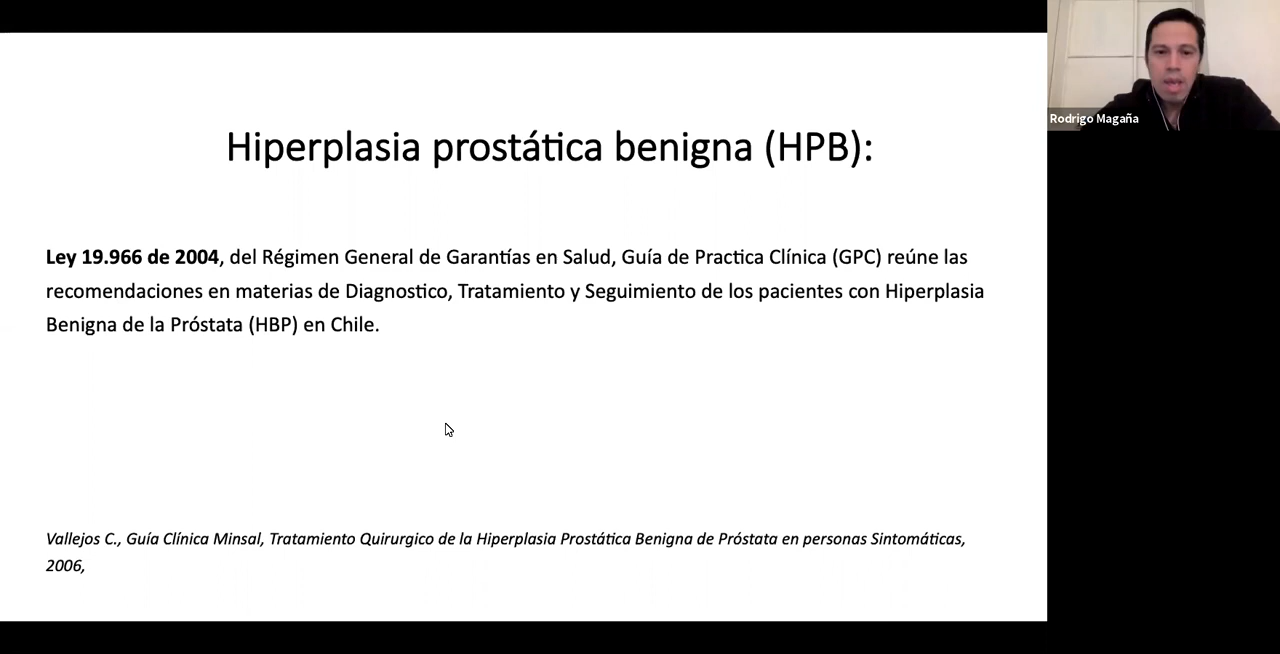 Hiperplasia prostática benigna (HPB):
Ley 19.966 de 2004, del Régimen General de Garantías en Salud, Guía de Practica Clínica (GPC) reúne las
recomendaciones en materias de Diagnostico, Tratamiento y Seguimiento de los pacientes con Hiperplasia
Benigna de la Próstata (HBP) en Chile.
Vallejos C., Guía Clínica Minsal, Tratamiento Quirurgico de la Hiperplasia Prostática Benigna de Próstata en personas Sintomáticas,
2006,
Rodrigo Magaña